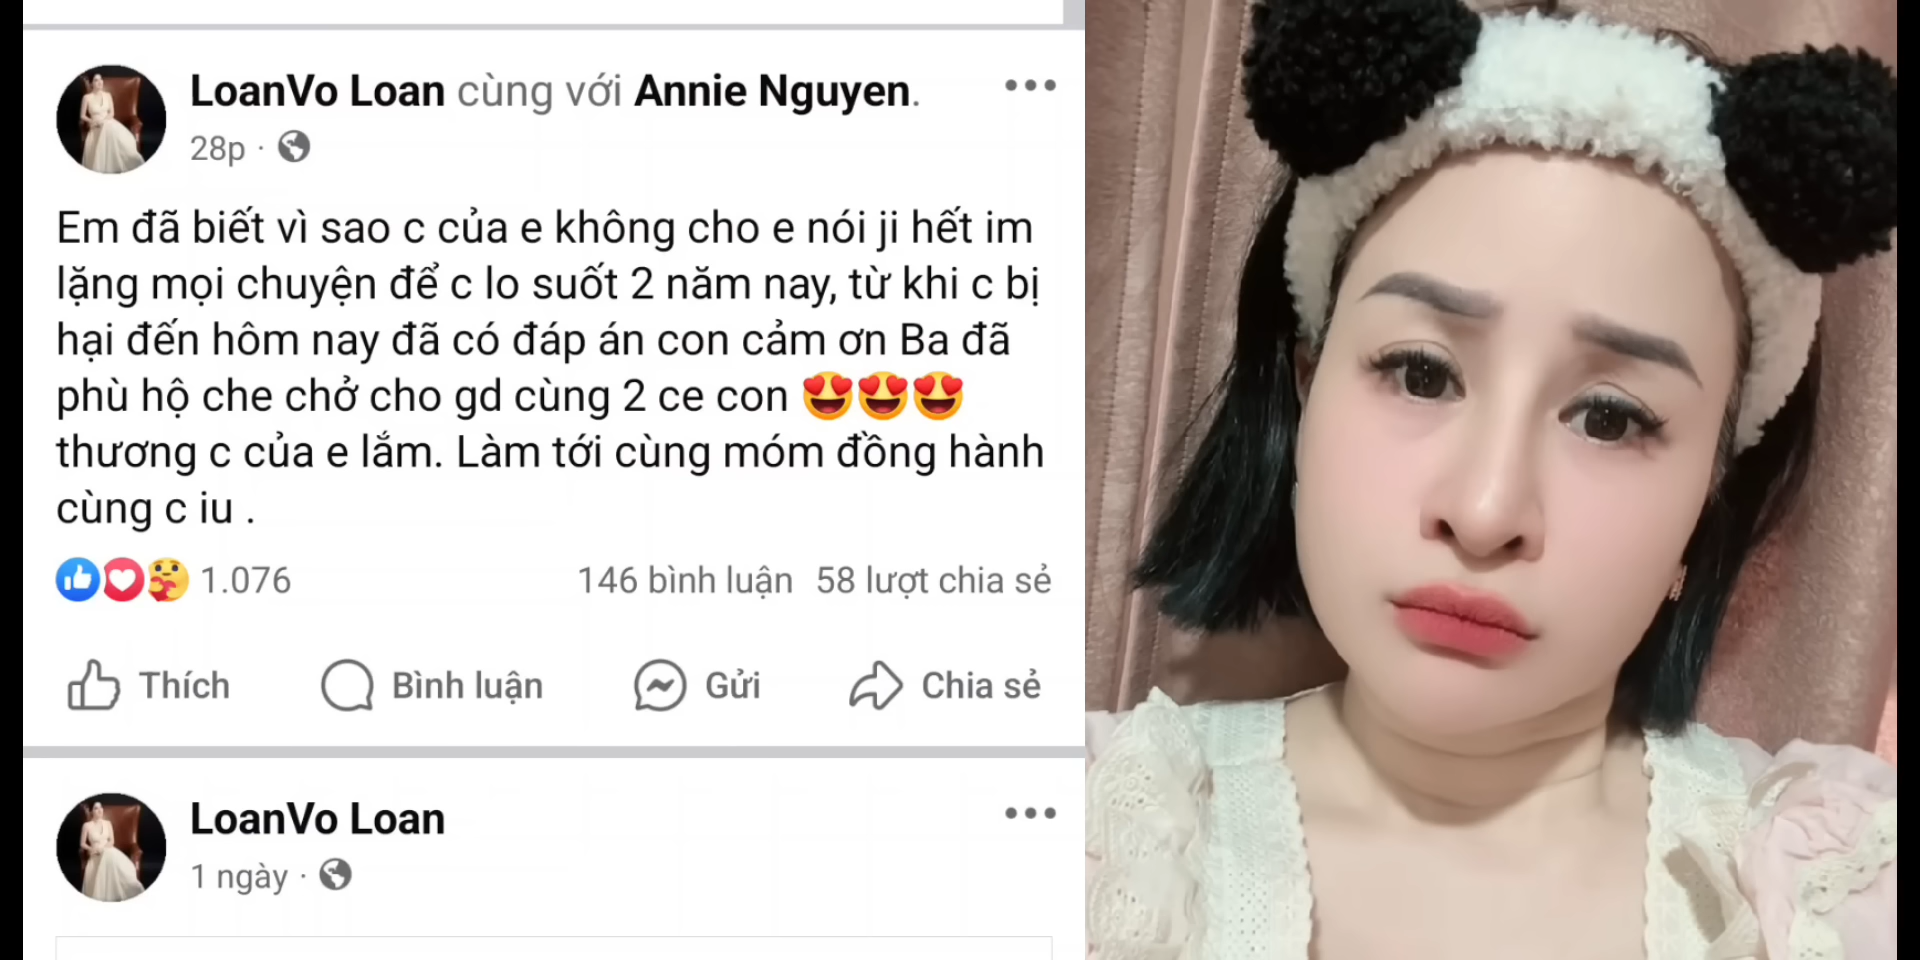 LoanVo Loan cùng với Annie Nguyen.
28p ·
Em đã biết vì sao c của e không cho e nói ji hết im
lặng mọi chuyện để c lo suốt 2 năm nay, từ khi c bị
hại đến hôm nay đã có đáp án con cảm ơn Ba đã
phù hộ che chở cho gd cùng 2 ce con 😍😍😍
thương c của e lắm. Làm tới cùng móm đồng hành
cùng c iu .
1.076 146 bình luận 58 lượt chia sẻ
Thích Bình luận Gửi Chia sẻ
LoanVo Loan
1 ngày ·